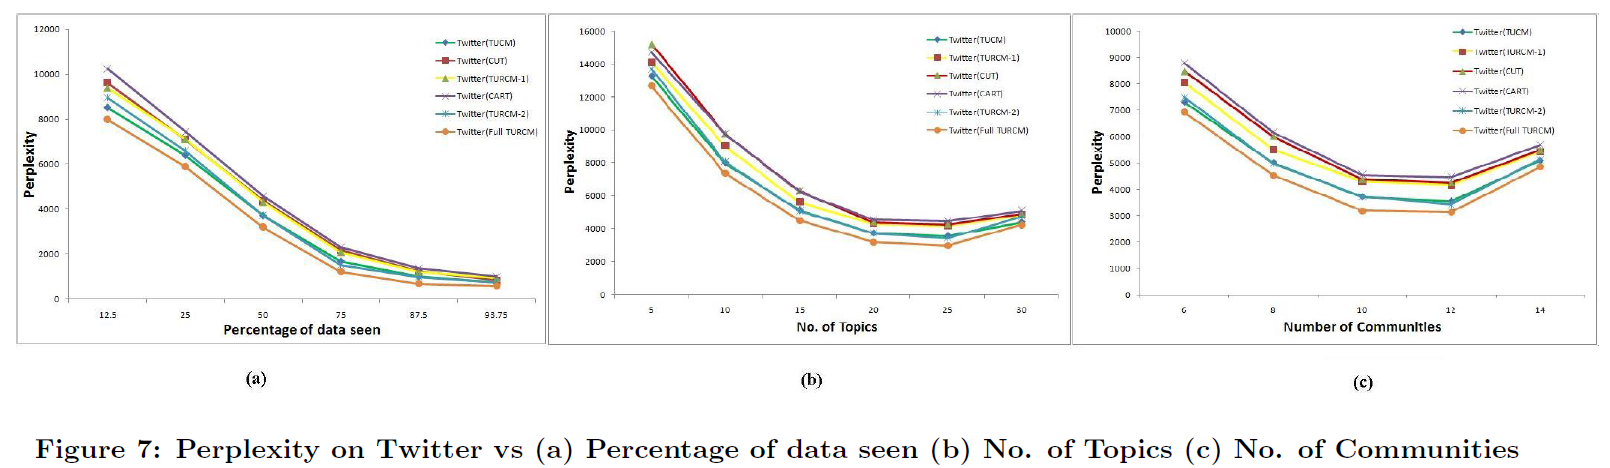 12000
10000
8000
6000
4000
2000
0
Perplexity
12.5 25 50 75 87.5 93.75
Percentage of data seen
Twitter(TUCM)
Twitter(CUT)
Twitter(TURCM-1)
Twitter(CART)
Twitter(TURCM-2)
Twitter(Full TURCM)
(a)
16000
14000
12000
10000
8000
6000
4000
2000
0
Perplexity
5 10 15 20 25 30
No. of Topics
Twitter(TUCM)
Twitter(TURCM-1)
Twitter(CUT)
Twitter(CART)
Twitter(TURCM-2)
Twitter(Full TURCM)
(b)
10000
9000
8000
7000
6000
5000
4000
3000
2000
1000
0
Perplexity
6 8 10 12 14
Number of Communities
Twitter(TUCM)
Twitter(TURCM-1)
Twitter(CUT)
Twitter(CART)
Twitter(TURCM-2)
Twitter(Full TURCM)
(c)
Figure 7: Perplexity on Twitter vs (a) Percentage of data seen (b) No. of Topics (c) No. of Communities